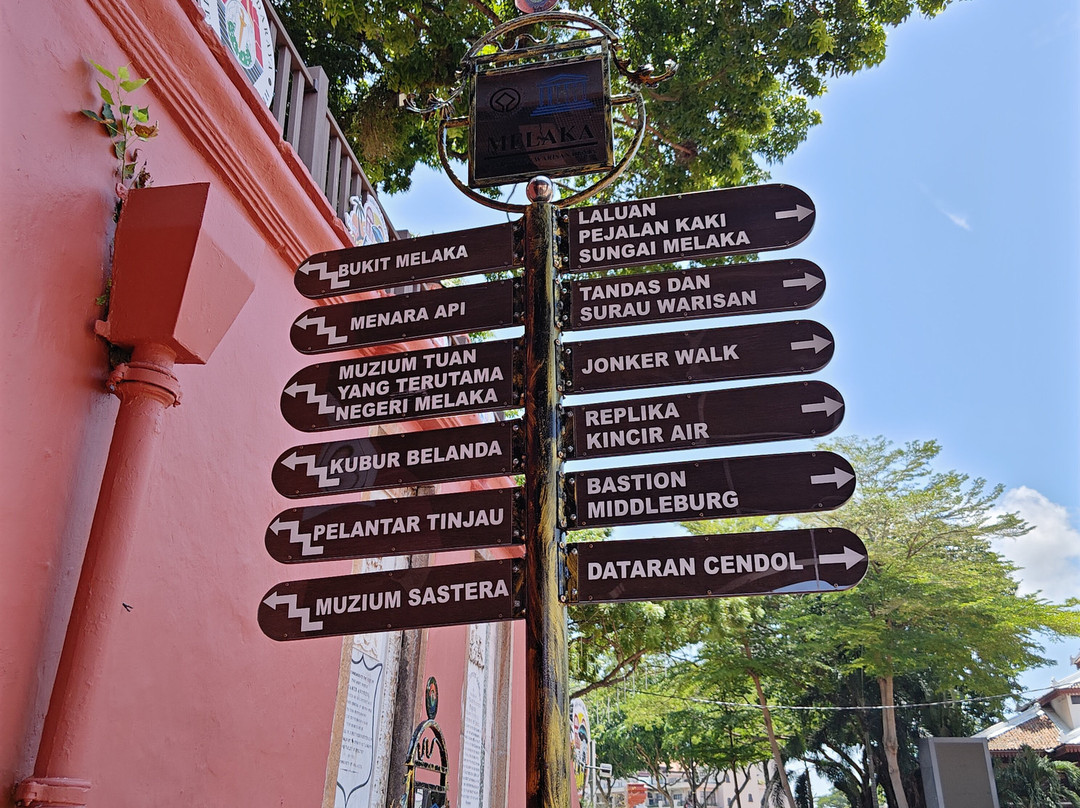 MELAKA
BUKIT MELAKA
MENARA API
MUZIUM TUAN
YANG TERUTAMA
NEGERI MELAKA
KUBUR BELANDA
PELANTAR TINJAU
MUZIUM SASTERA
LALUAN
PEJALAN KAKI
SUNGAI MELAKA
TANDAS DAN
SURAU WARISAN
JONKER WALK
REPLIKA
KINCIR AIR
BASTION
MIDDLEBURG
DATARAN CENDOL